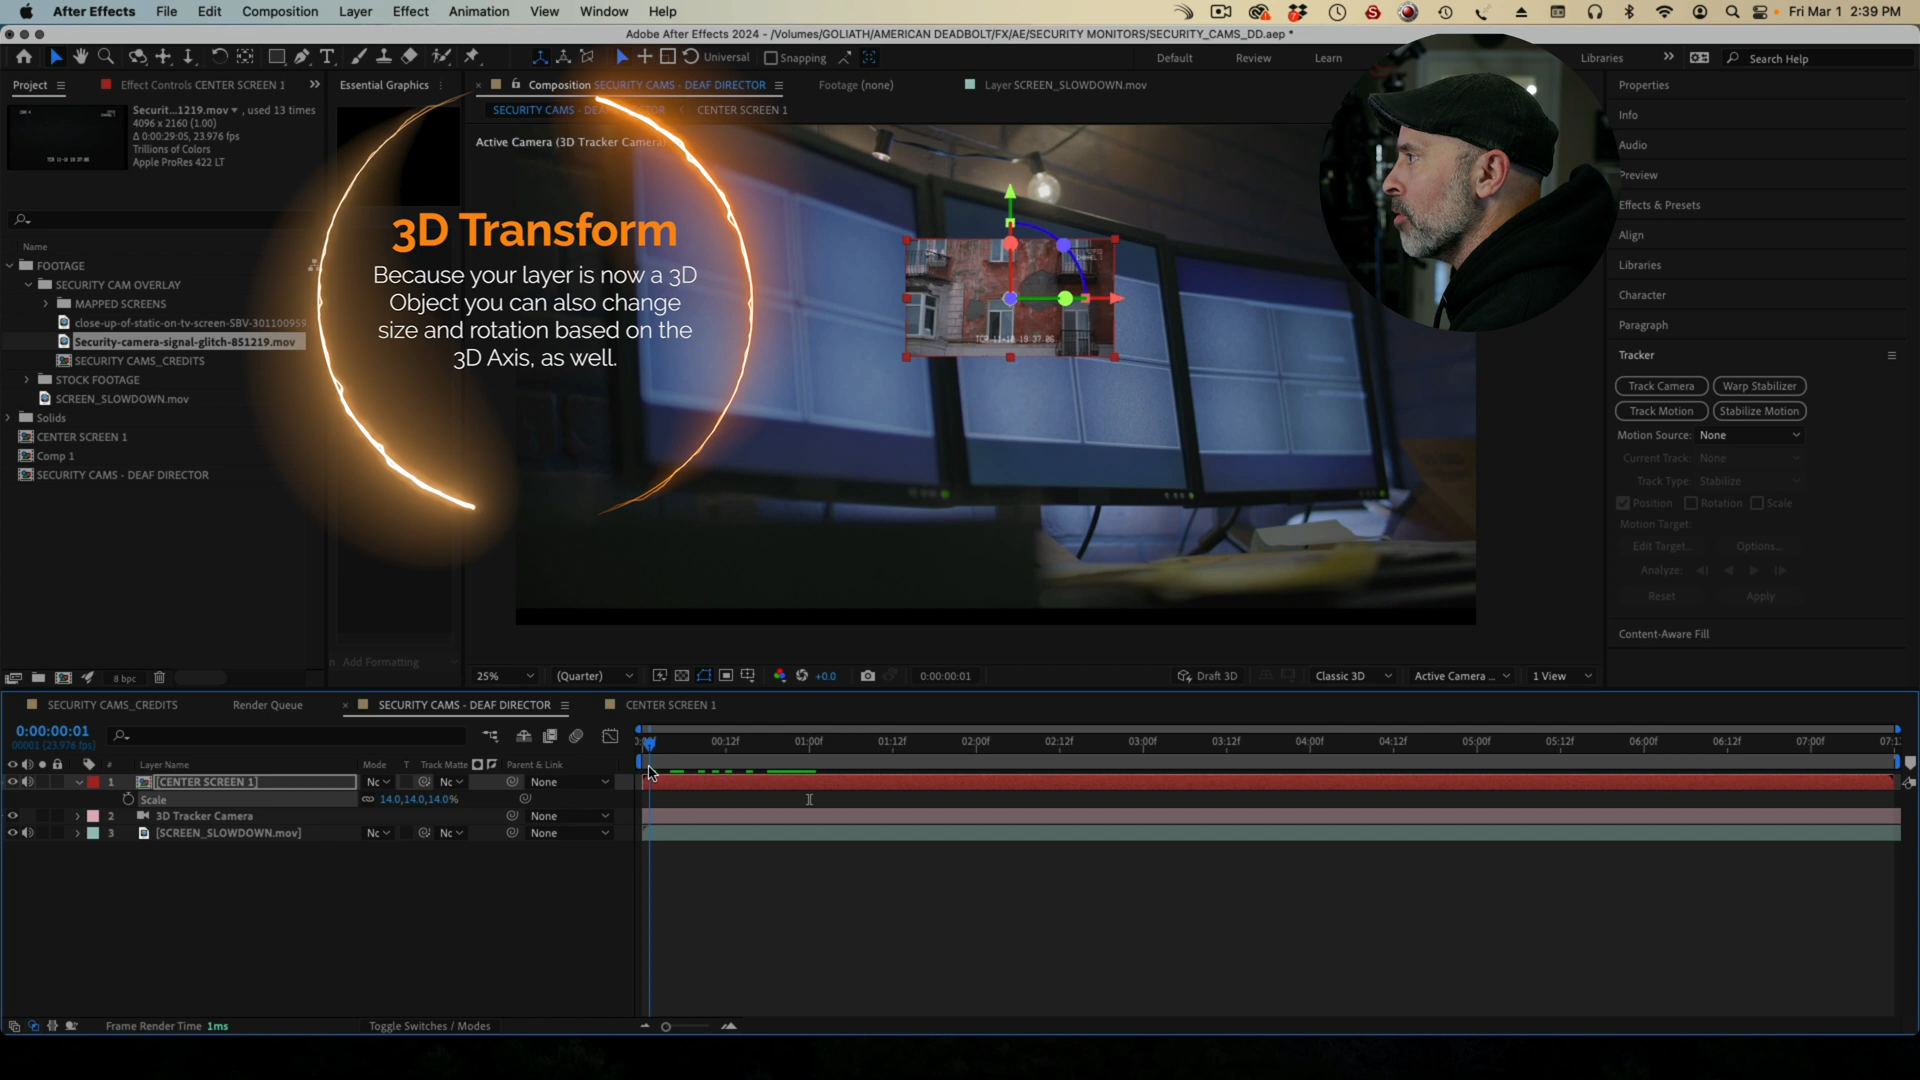 After Effects File Edit Composition Layer Effect Animation View Window Help
Fri Mar 1 2:39 PM
Adobe After Effects 2024 - /Volumes/GOLIATH/AMERICAN DEADBOLT/FX/AE/SECURITY MONITORS/SECURITY_CAMS_DD.aep *
Universal Snapping Default Review Learn Libraries Search Help
Project Effect Controls CENTER SCREEN 1 Essential Graphics Composition SECURITY CAMS - DEAF DIRECTOR Footage (none) Layer SCREEN_SLOWDOWN.mov
Securit...1219.mov , used 13 times
4096 x 2160 (1.00)
Δ 0:00:29:05, 23.976 fps)
Trillions of Colors
Apple ProRes 422 LT
SECURITY CAMS - DEAF DIRECTOR CENTER SCREEN 1
Active Camera (3D Tracker Camera)
3D Transform
Because your layer is now a 3D
Object you can also change
size and rotation based on the
3D Axis, as well.
Name
FOOTAGE
SECURITY CAM OVERLAY
MAPPED SCREENS
close-up-of-static-on-tv-screen-SBV-301100959
Security-camera-signal-glitch-851219.mov
SECURITY CAMS_CREDITS
STOCK FOOTAGE
SCREEN_SLOWDOWN.mov
Solids
CENTER SCREEN 1
Comp 1
SECURITY CAMS - DEAF DIRECTOR
TCR 11-18 19:37.06
Properties
Info
Audio
Preview
Effects & Presets
Align
Libraries
Character
Paragraph
Tracker
Track Camera Warp Stabilizer
Track Motion Stabilize Motion
Motion Source: None
Current Track: None
Track Type: Stabilize
Position Rotation Scale
Motion Target:
Edit Target... Options...
Analyze:
Reset Apply
Content-Aware Fill
Add Formatting
8 bpc
25% (Quarter) +0.0 0:00:00:01 Draft 3D Classic 3D Active Camera ... 1 View
SECURITY CAMS_CREDITS Render Queue SECURITY CAMS - DEAF DIRECTOR CENTER SCREEN 1
0:00:00:01
00001 (23.976 fps)
00:12f 01:00f 01:12f 02:00f 02:12f 03:00f 03:12f 04:00f 04:12f 05:00f 05:12f 06:00f 06:12f 07:00f 07:1
# Layer Name Mode T Track Matte Parent & Link
1 [CENTER SCREEN 1] Nc Nc None
Scale 14.0,14.0,14.0%
2 3D Tracker Camera None
3 [SCREEN_SLOWDOWN.mov] Nc Nc None
Frame Render Time 1ms Toggle Switches / Modes